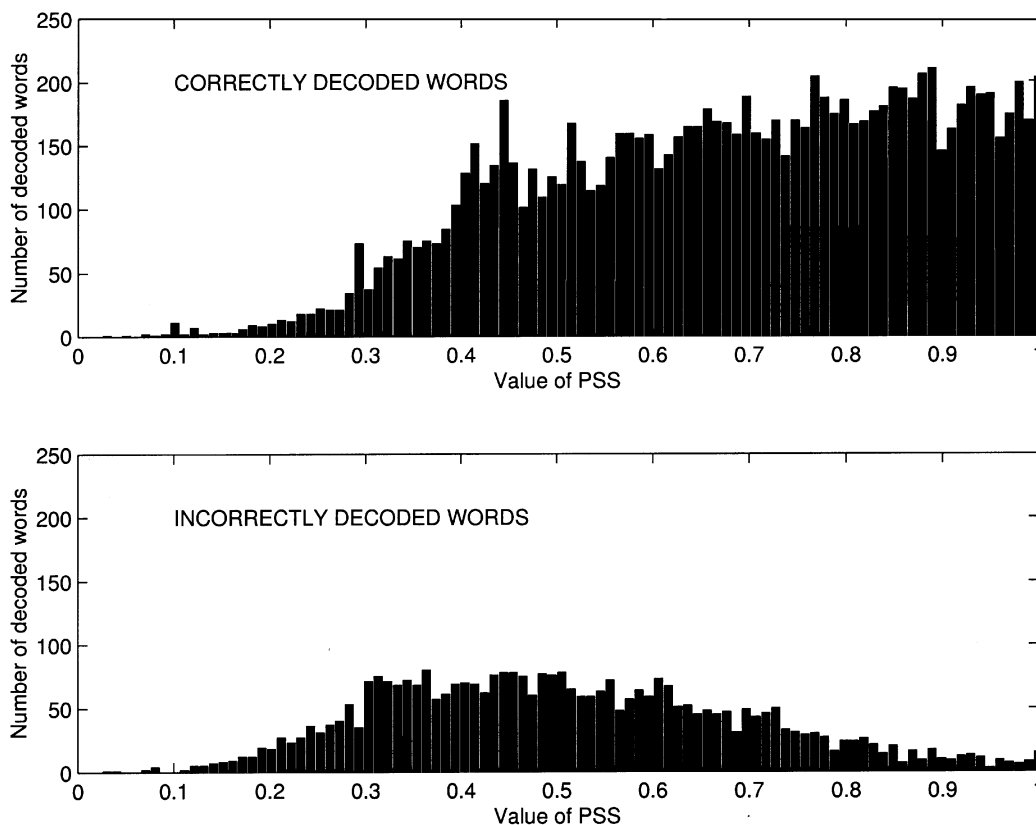 250
200
150
100
50
0
Number of decoded words
CORRECTLY DECODED WORDS
0 0.1 0.2 0.3 0.4 0.5 0.6 0.7 0.8 0.9 1
Value of PSS
250
200
150
100
50
0
Number of decoded words
INCORRECTLY DECODED WORDS
0 0.1 0.2 0.3 0.4 0.5 0.6 0.7 0.8 0.9 1
Value of PSS